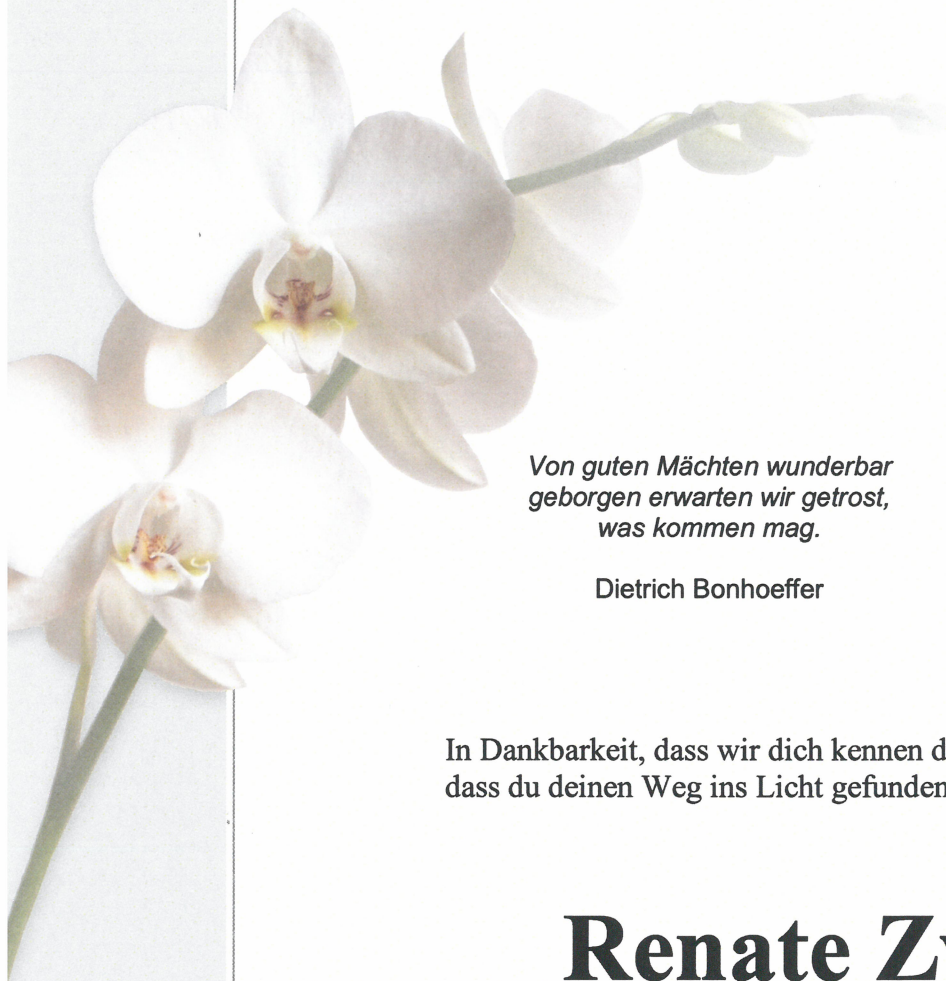 Von guten Mächten wunderbar
geborgen erwarten wir getrost,
was kommen mag.
Dietrich Bonhoeffer
In Dankbarkeit, dass wir dich kennen
dass du deinen Weg ins Licht gefunden
Renate